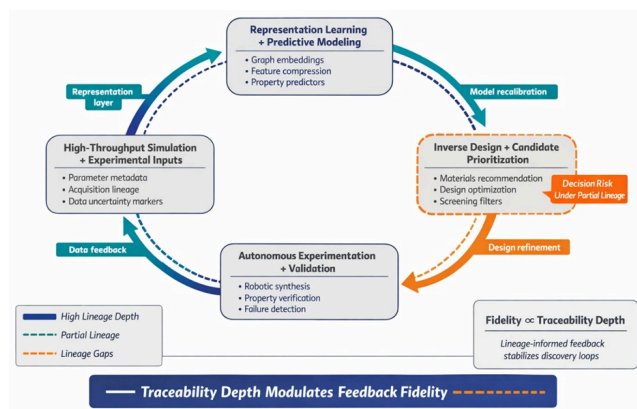 Representation Learning
+ Predictive Modeling
• Graph embeddings
• Feature compression
• Property predictors
Representation
layer
Model recalibration
High-Throughput Simulation
+ Experimental Inputs
• Parameter metadata
• Acquisition lineage
• Data uncertainty markers
Inverse Design + Candidate
Prioritization
• Materials recommendation
• Design optimization
• Screening filters
Decision Risk
Under Partial Lineage
Data feedback
Design refinement
Autonomous Experimentation
+ Validation
• Robotic synthesis
• Property verification
• Failure detection
High Lineage Depth
Partial Lineage
Lineage Gaps
Fidelity ∝ Traceability Depth
Lineage-informed feedback
stabilizes discovery loops
Traceability Depth Modulates Feedback Fidelity